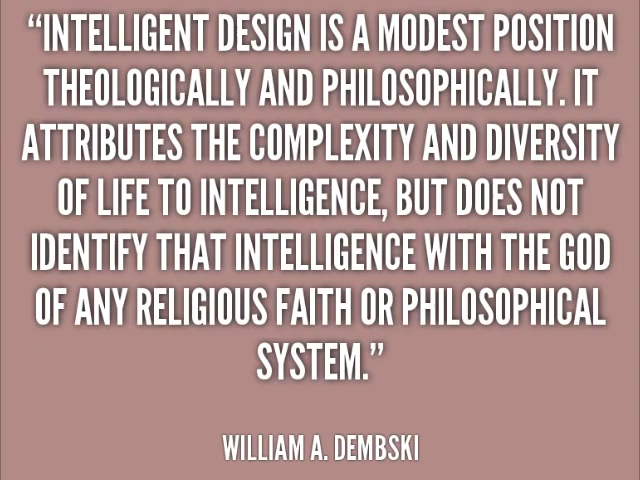 “INTELLIGENT DESIGN IS A MODEST POSITION
THEOLOGICALLY AND PHILOSOPHICALLY. IT
ATTRIBUTES THE COMPLEXITY AND DIVERSITY
OF LIFE TO INTELLIGENCE, BUT DOES NOT
IDENTIFY THAT INTELLIGENCE WITH THE GOD
OF ANY RELIGIOUS FAITH OR PHILOSOPHICAL
SYSTEM.”
WILLIAM A. DEMBSKI